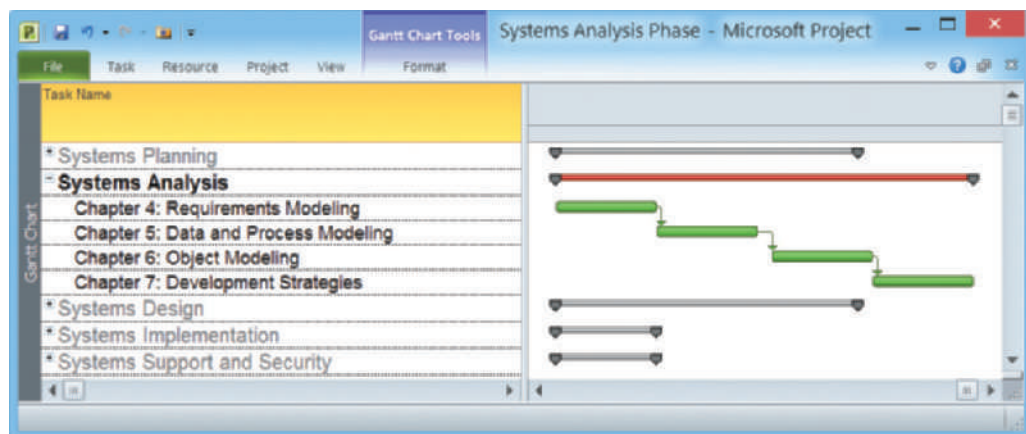 Gantt Chart Tools
Systems Analysis Phase - Microsoft Project
File Task Resource Project View Format
Task Name
Systems Planning
Systems Analysis
Chapter 4: Requirements Modeling
Chapter 5: Data and Process Modeling
Chapter 6: Object Modeling
Chapter 7: Development Strategies
Systems Design
Systems Implementation
Systems Support and Security
Gantt Chart